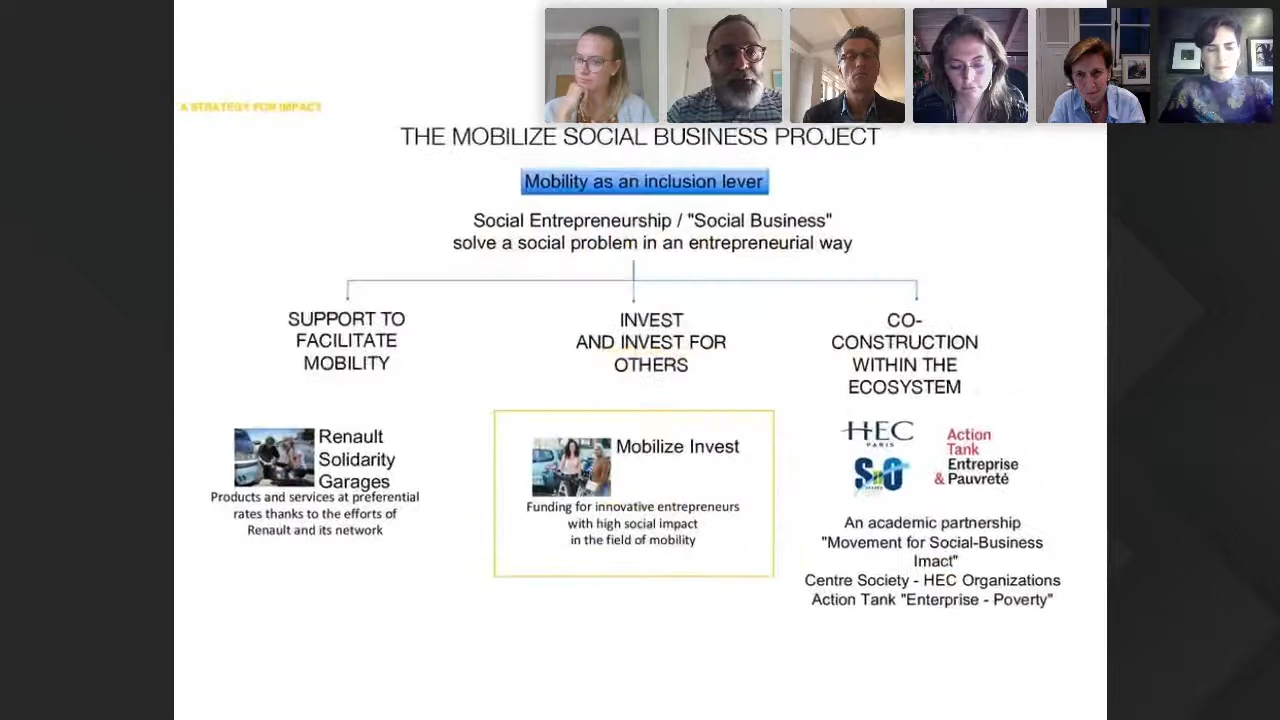 A STRATEGY FOR IMPACT
THE MOBILIZE SOCIAL BUSINESS PROJECT
Mobility as an inclusion lever
Social Entrepreneurship / "Social Business"
solve a social problem in an entrepreneurial way
SUPPORT TO
FACILITATE
MOBILITY
INVEST
AND INVEST FOR
OTHERS
CO-
CONSTRUCTION
WITHIN THE
ECOSYSTEM
Renault
Solidarity
Garages
Products and services at preferential
rates thanks to the efforts of
Renault and its network
Mobilize Invest
Funding for innovative entrepreneurs
with high social impact
in the field of mobility
HEC
PARIS
Action
Tank
Entreprise
& Pauvreté
An academic partnership
"Movement for Social-Business
Imact"
Centre Society - HEC Organizations
Action Tank "Enterprise - Poverty"